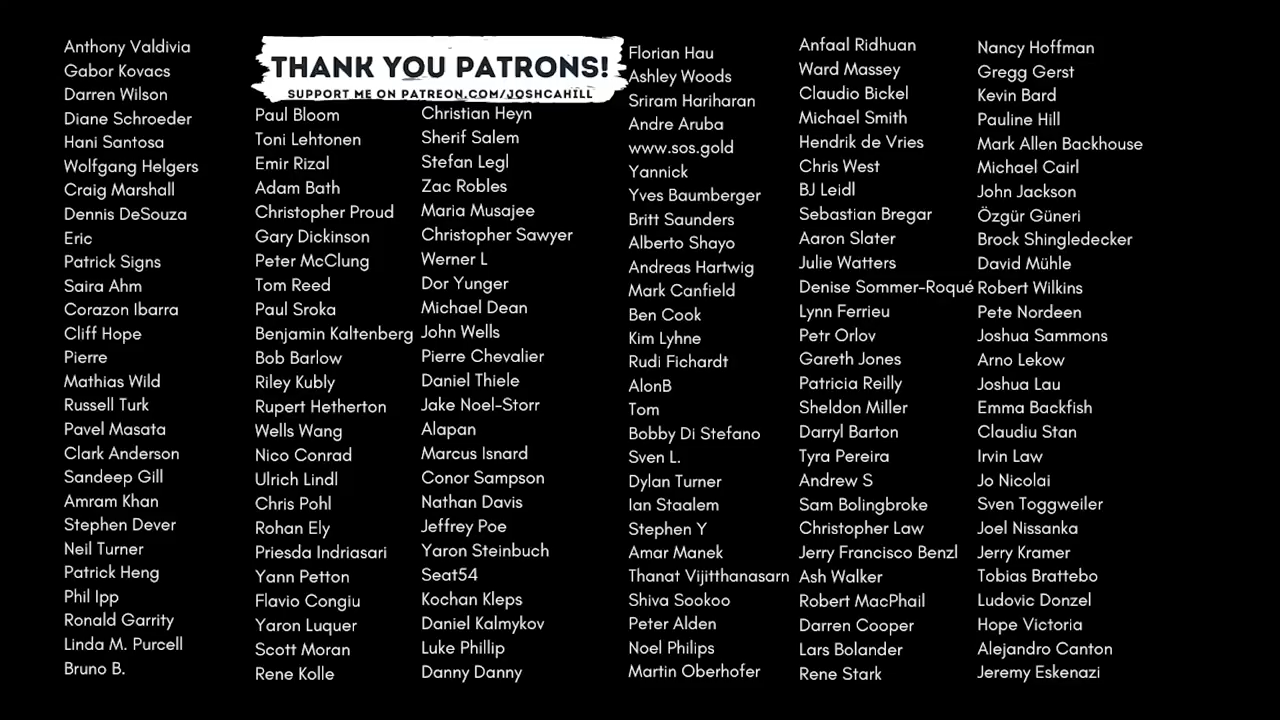 Anthony Valdivia
Gabor Kovacs
Darren Wilson
Diane Schroeder
Hani Santosa
Wolfgang Helgers
Craig Marshall
Dennis DeSouza
Eric
Patrick Signs
Saira Ahm
Corazon Ibarra
Cliff Hope
Pierre
Mathias Wild
Russell Turk
Pavel Masata
Clark Anderson
Sandeep Gill
Amram Khan
Stephen Dever
Neil Turner
Patrick Heng
Phil Ipp
Ronald Garrity
Linda M. Purcell
Bruno B.
THANK YOU PATRONS!
SUPPORT ME ON PATREON.COM/JOSHCAHILL
Paul Bloom
Toni Lehtonen
Emir Rizal
Adam Bath
Christopher Proud
Gary Dickinson
Peter McClung
Tom Reed
Paul Sroka
Benjamin Kaltenberg
Bob Barlow
Riley Kubly
Rupert Hetherton
Wells Wang
Nico Conrad
Ulrich Lindl
Chris Pohl
Rohan Ely
Priesda Indriasari
Yann Petton
Flavio Congiu
Yaron Luquer
Scott Moran
Rene Kolle
Christian Heyn
Sherif Salem
Stefan Legl
Zac Robles
Maria Musajee
Christopher Sawyer
Werner L
Dor Yunger
Michael Dean
John Wells
Pierre Chevalier
Daniel Thiele
Jake Noel-Storr
Alapan
Marcus Isnard
Conor Sampson
Nathan Davis
Jeffrey Poe
Yaron Steinbuch
Seat54
Kochan Kleps
Daniel Kalmykov
Luke Phillip
Danny Danny
Florian Hau
Ashley Woods
Sriram Hariharan
Andre Aruba
www.sos.gold
Yannick
Yves Baumberger
Britt Saunders
Alberto Shayo
Andreas Hartwig
Mark Canfield
Ben Cook
Kim Lyhne
Rudi Fichardt
AlonB
Tom
Bobby Di Stefano
Sven L.
Dylan Turner
Ian Staalem
Stephen Y
Amar Manek
Thanat Vijitthanasarn
Shiva Sookoo
Peter Alden
Noel Philips
Martin Oberhofer
Anfaal Ridhuan
Ward Massey
Claudio Bickel
Michael Smith
Hendrik de Vries
Chris West
BJ Leidl
Sebastian Bregar
Aaron Slater
Julie Watters
Denise Sommer-Roqué
Lynn Ferrieu
Petr Orlov
Gareth Jones
Patricia Reilly
Sheldon Miller
Darryl Barton
Tyra Pereira
Andrew S
Sam Bolingbroke
Christopher Law
Jerry Francisco Benzl
Ash Walker
Robert MacPhail
Darren Cooper
Lars Bolander
Rene Stark
Nancy Hoffman
Gregg Gerst
Kevin Bard
Pauline Hill
Mark Allen Backhouse
Michael Cairl
John Jackson
Özgür Güneri
Brock Shingledecker
David Mühle
Robert Wilkins
Pete Nordeen
Joshua Sammons
Arno Lekow
Joshua Lau
Emma Backfish
Claudiu Stan
Irvin Law
Jo Nicolai
Sven Toggweiler
Joel Nissanka
Jerry Kramer
Tobias Brattebo
Ludovic Donzel
Hope Victoria
Alejandro Canton
Jeremy Eskenazi